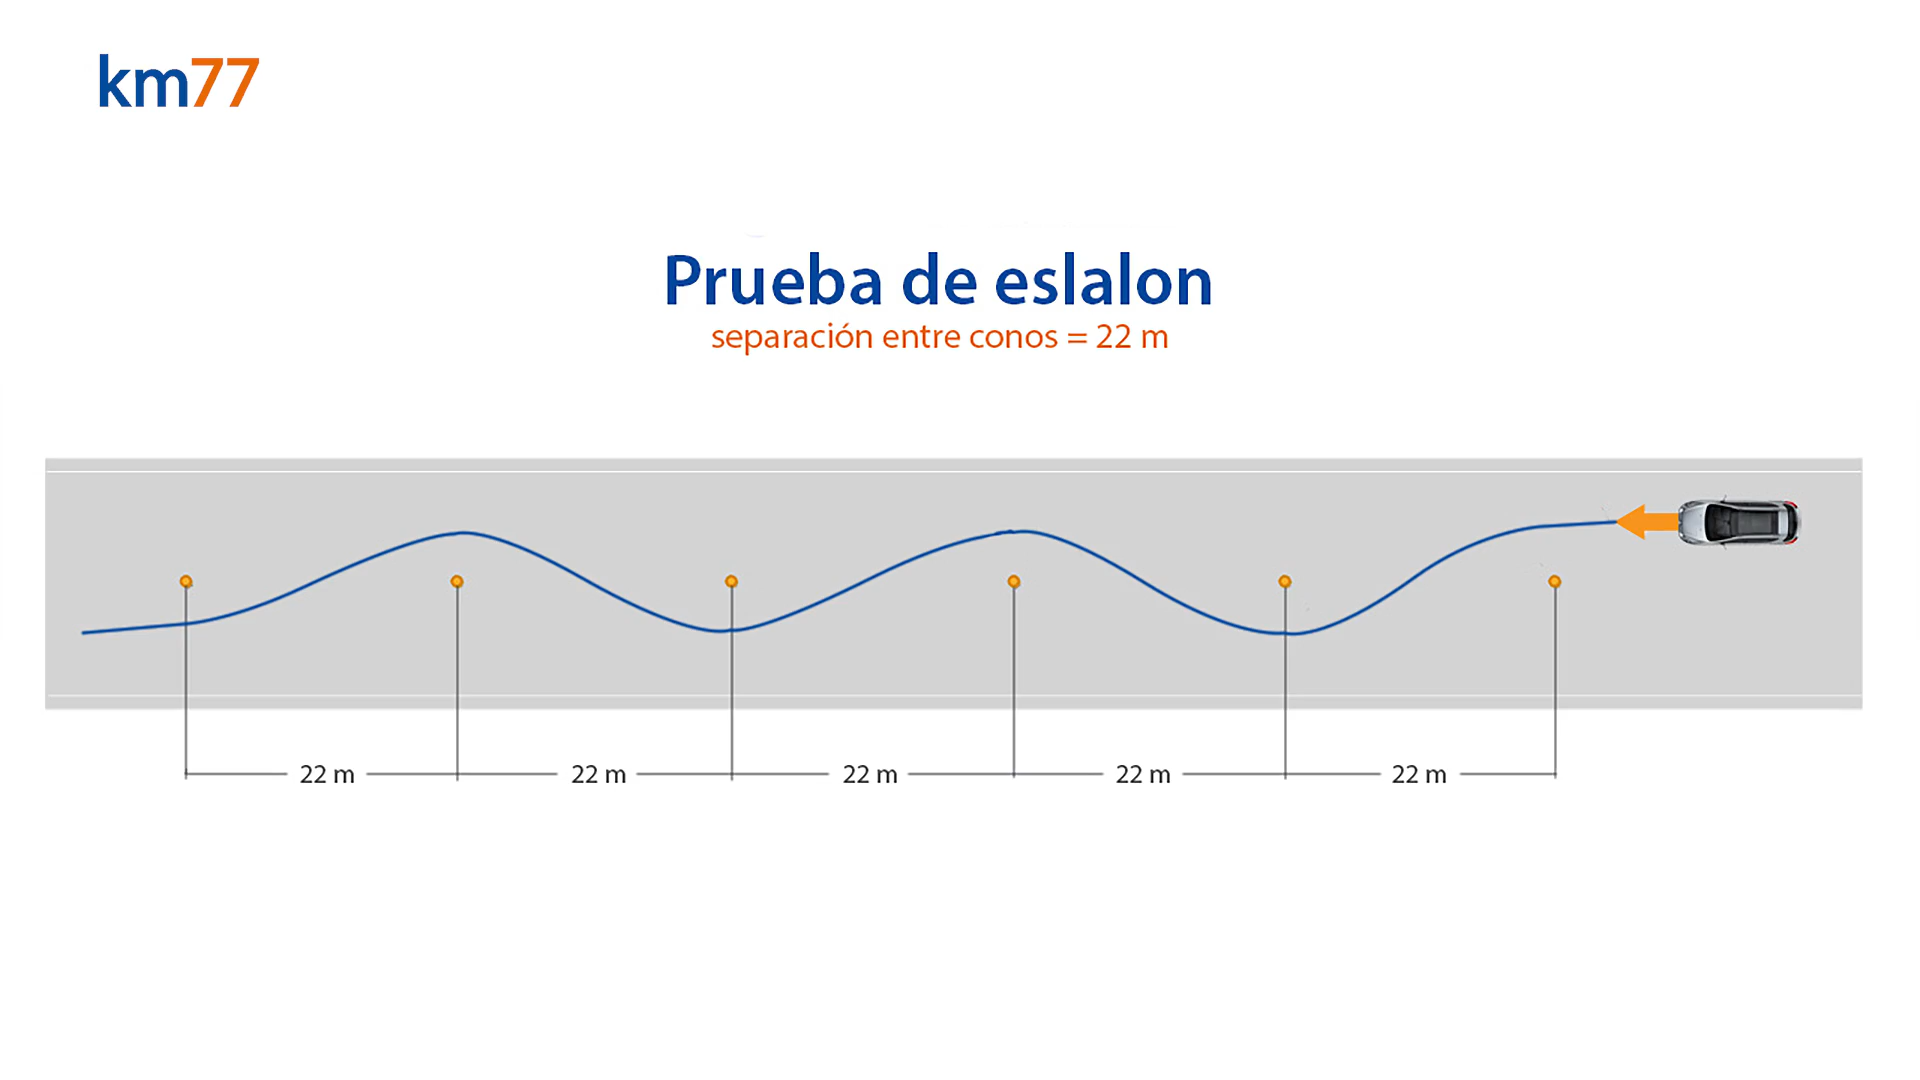 km77
Prueba de eslalon
separación entre conos = 22 m
22 m
22 m
22 m
22 m
22 m